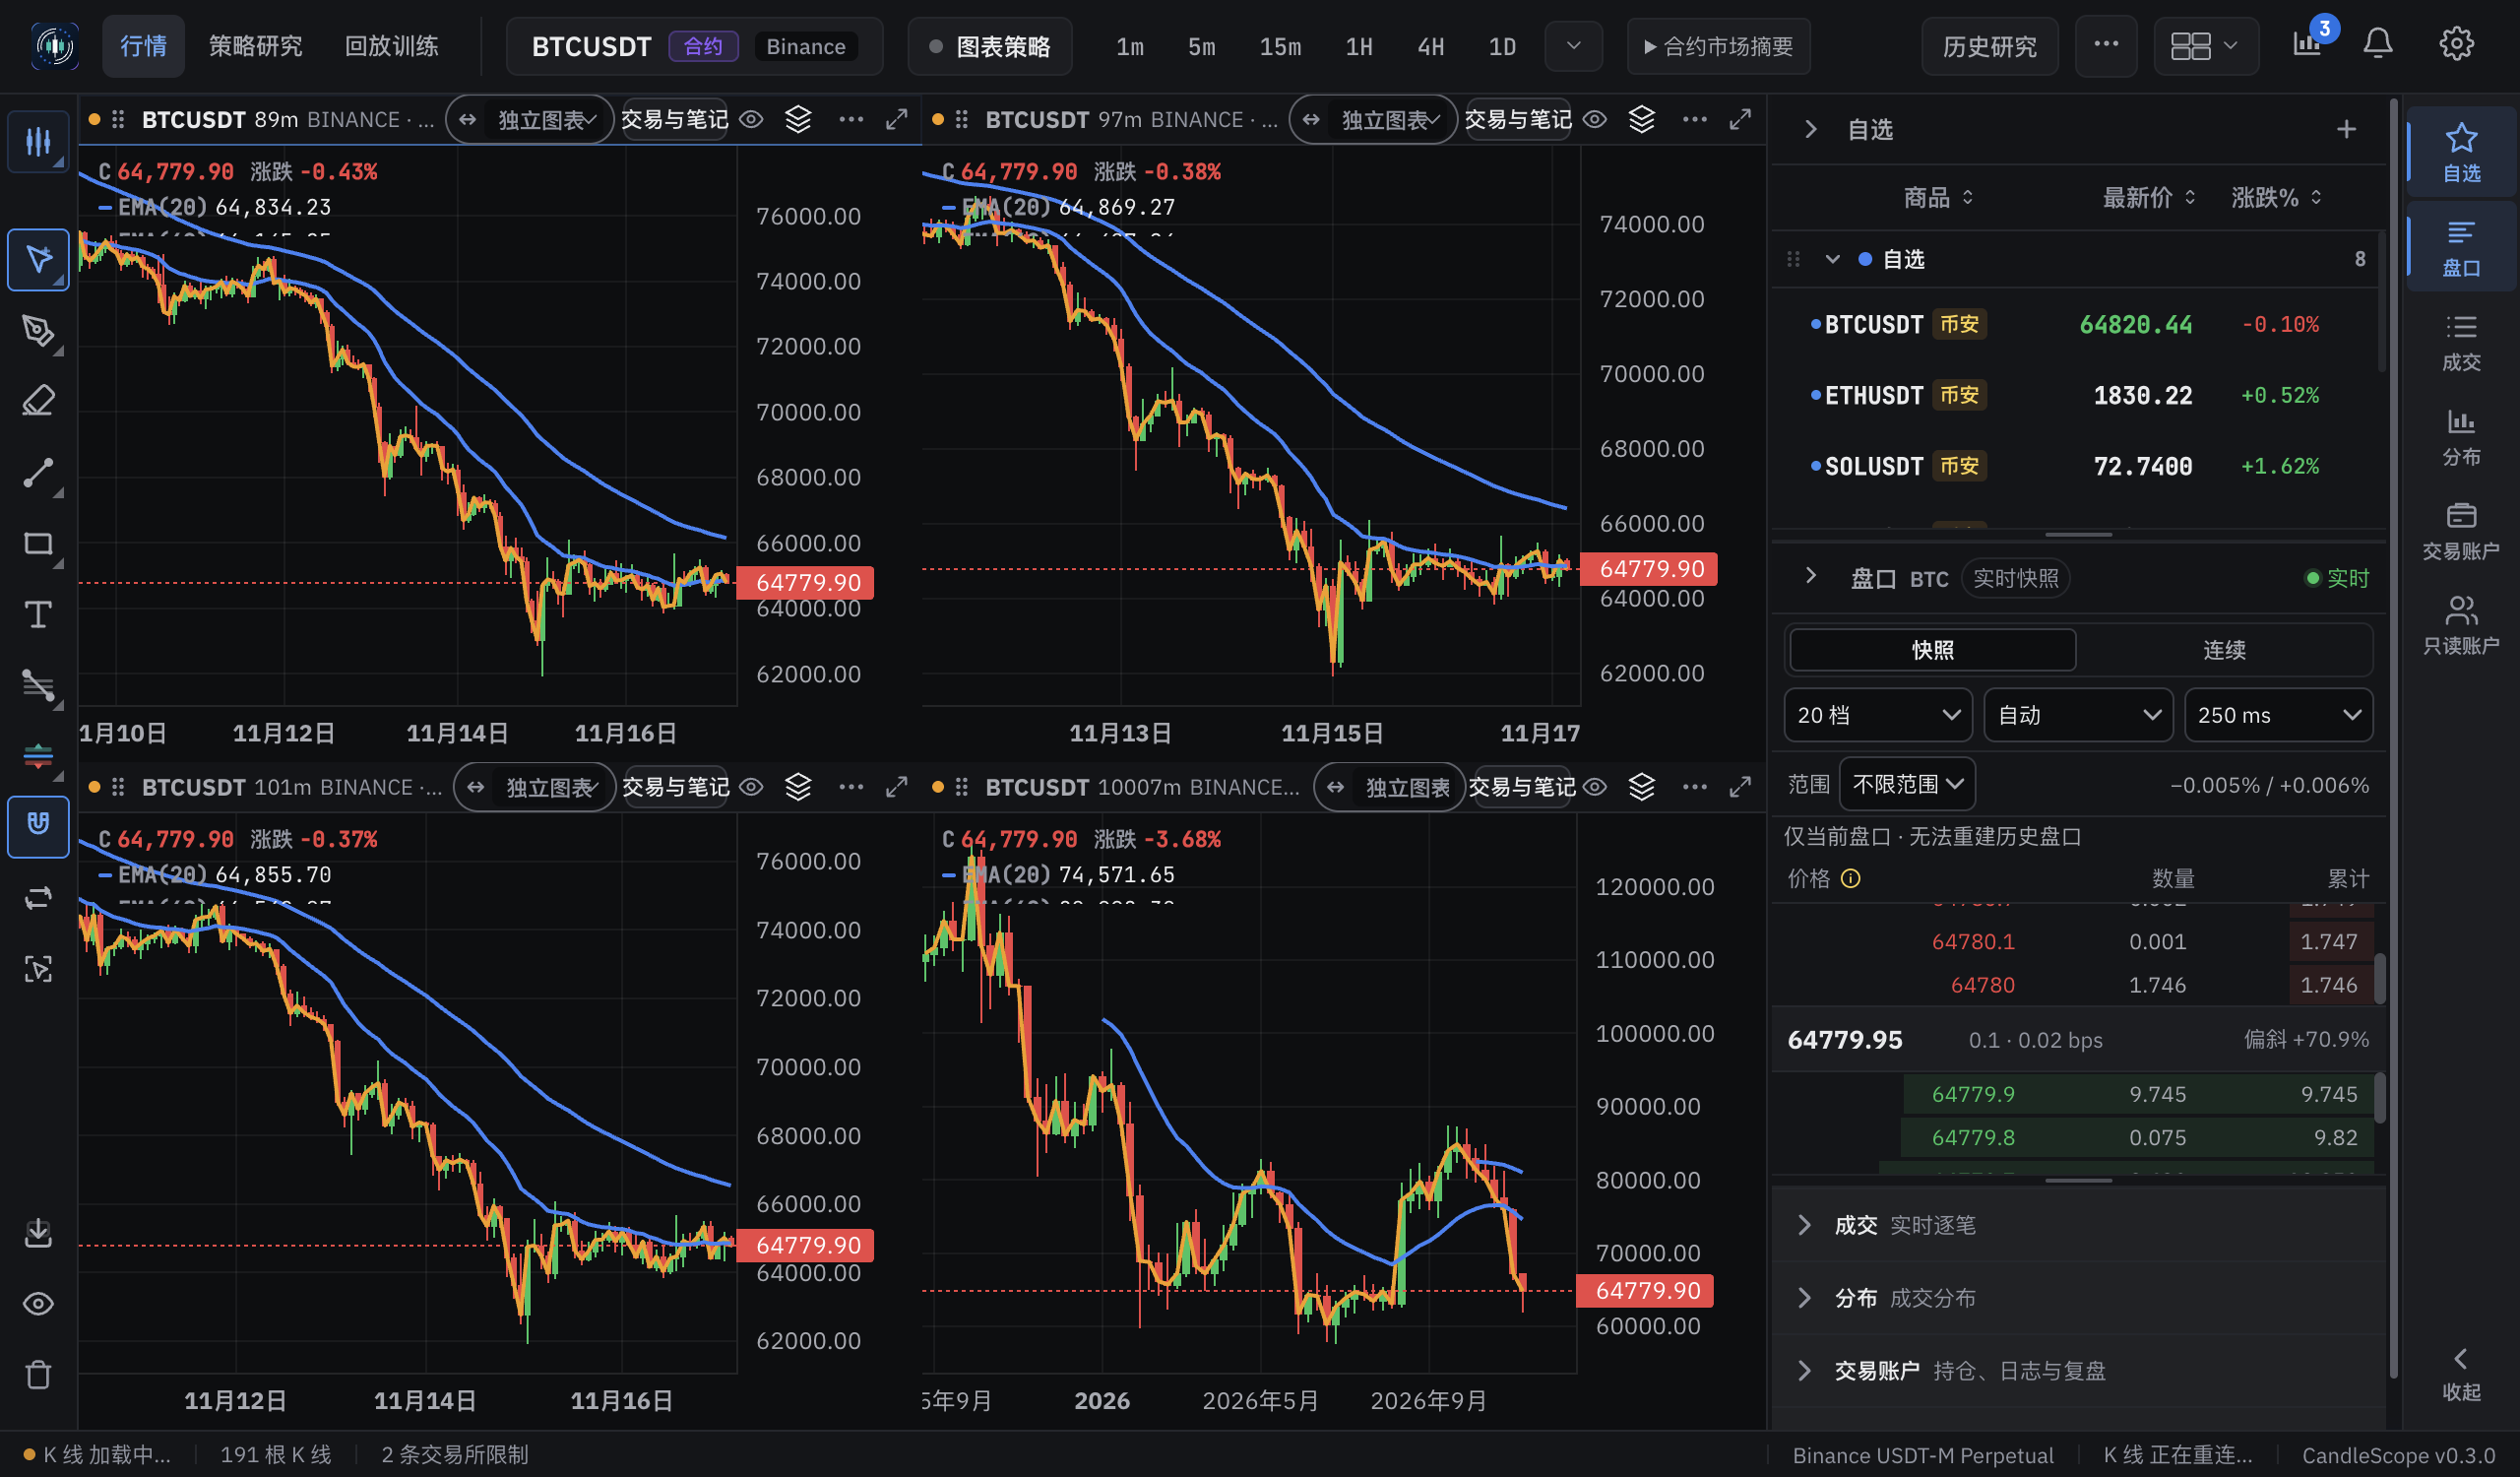 行情 策略研究 回放训练 BTCUSDT 合约 Binance 图表策略 1m 5m 15m 1H 4H 1D 合约市场摘要 历史研究 3
BTCUSDT 89m BINANCE · ... 独立图表 交易与笔记
C 64,779.90 涨跌 -0.43%
EMA(20) 64,834.23
76000.00
74000.00
72000.00
70000.00
68000.00
66000.00
64779.90
64000.00
62000.00
1月10日 11月12日 11月14日 11月16日
BTCUSDT 97m BINANCE · ... 独立图表 交易与笔记
C 64,779.90 涨跌 -0.38%
EMA(20) 64,869.27
74000.00
72000.00
70000.00
68000.00
66000.00
64779.90
64000.00
62000.00
11月13日 11月15日 11月17
BTCUSDT 101m BINANCE ·... 独立图表 交易与笔记
C 64,779.90 涨跌 -0.37%
EMA(20) 64,855.70
76000.00
74000.00
72000.00
70000.00
68000.00
66000.00
64779.90
64000.00
62000.00
11月12日 11月14日 11月16日
BTCUSDT 10007m BINANCE... 独立图表 交易与笔记
C 64,779.90 涨跌 -3.68%
EMA(20) 74,571.65
120000.00
110000.00
100000.00
90000.00
80000.00
70000.00
64779.90
60000.00
5年9月 2026 2026年5月 2026年9月
自选
商品 最新价 涨跌%
自选 8
BTCUSDT 币安 64820.44 -0.10%
ETHUSDT 币安 1830.22 +0.52%
SOLUSDT 币安 72.7400 +1.62%
盘口 BTC 实时快照 实时
快照 连续
20 档 自动 250 ms
范围 不限范围 −0.005% / +0.006%
仅当前盘口 · 无法重建历史盘口
价格 数量 累计
64780.1 0.001 1.747
64780 1.746 1.746
64779.95 0.1 · 0.02 bps 偏斜 +70.9%
64779.9 9.745 9.745
64779.8 0.075 9.82
成交 实时逐笔
分布 成交分布
交易账户 持仓、日志与复盘
自选
盘口
成交
分布
交易账户
只读账户
收起
K 线 加载中... 191 根 K 线 2 条交易所限制 Binance USDT-M Perpetual K 线 正在重连... CandleScope v0.3.0